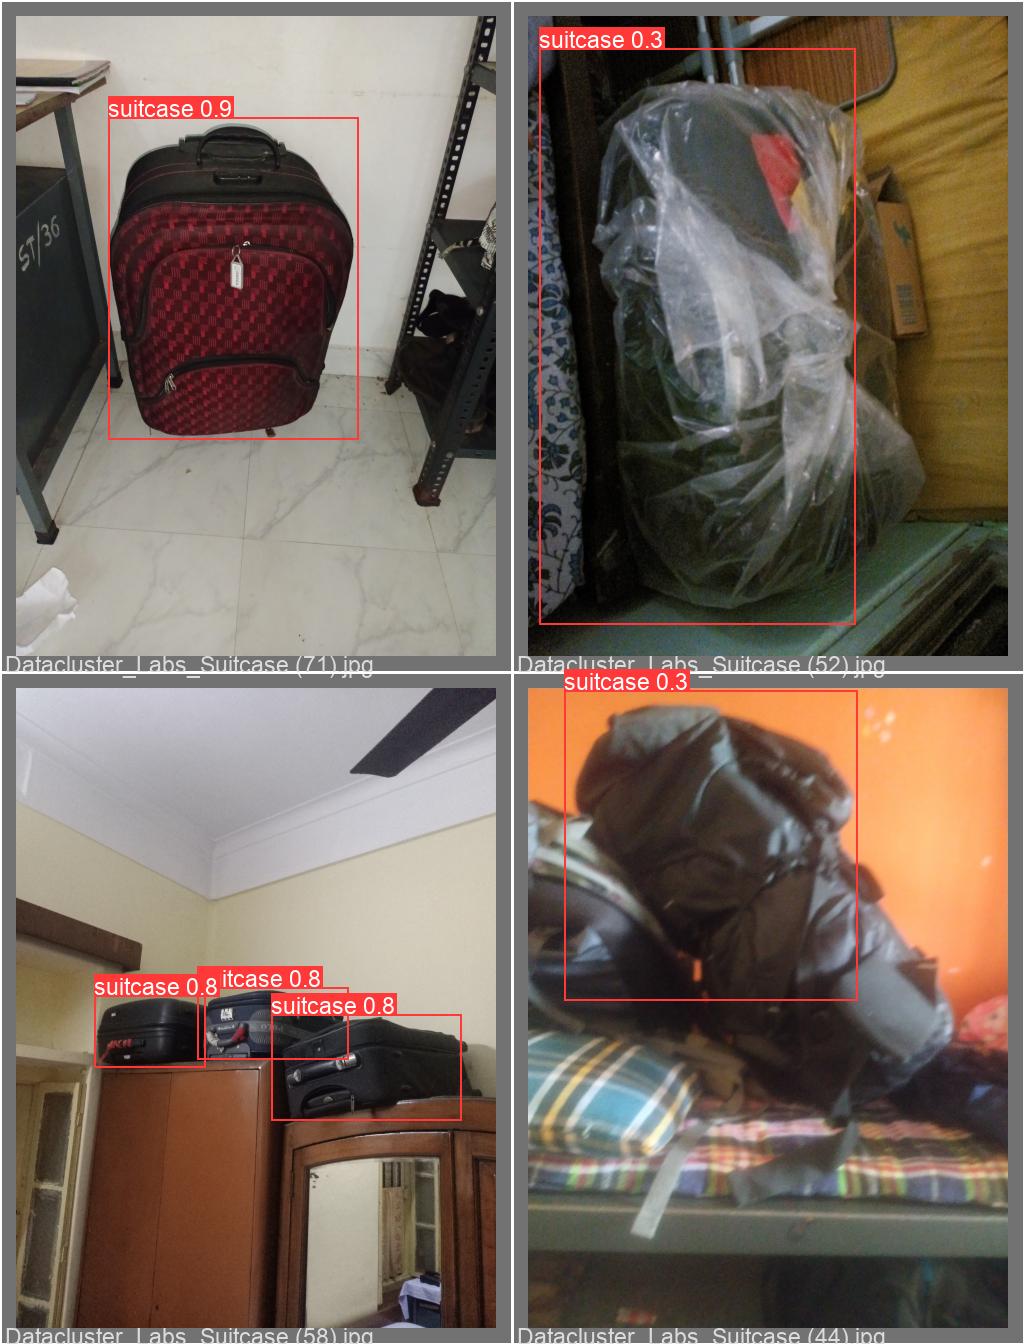 suitcase 0.9
ST/36
Datacluster_Labs_Suitcase (71).jpg
suitcase 0.3
Datacluster_Labs_Suitcase (52).jpg
suitcase 0.8
itcase 0.8
suitcase 0.8
Datacluster_Labs_Suitcase (58).jpg
suitcase 0.3
Datacluster_Labs_Suitcase (44).jpg